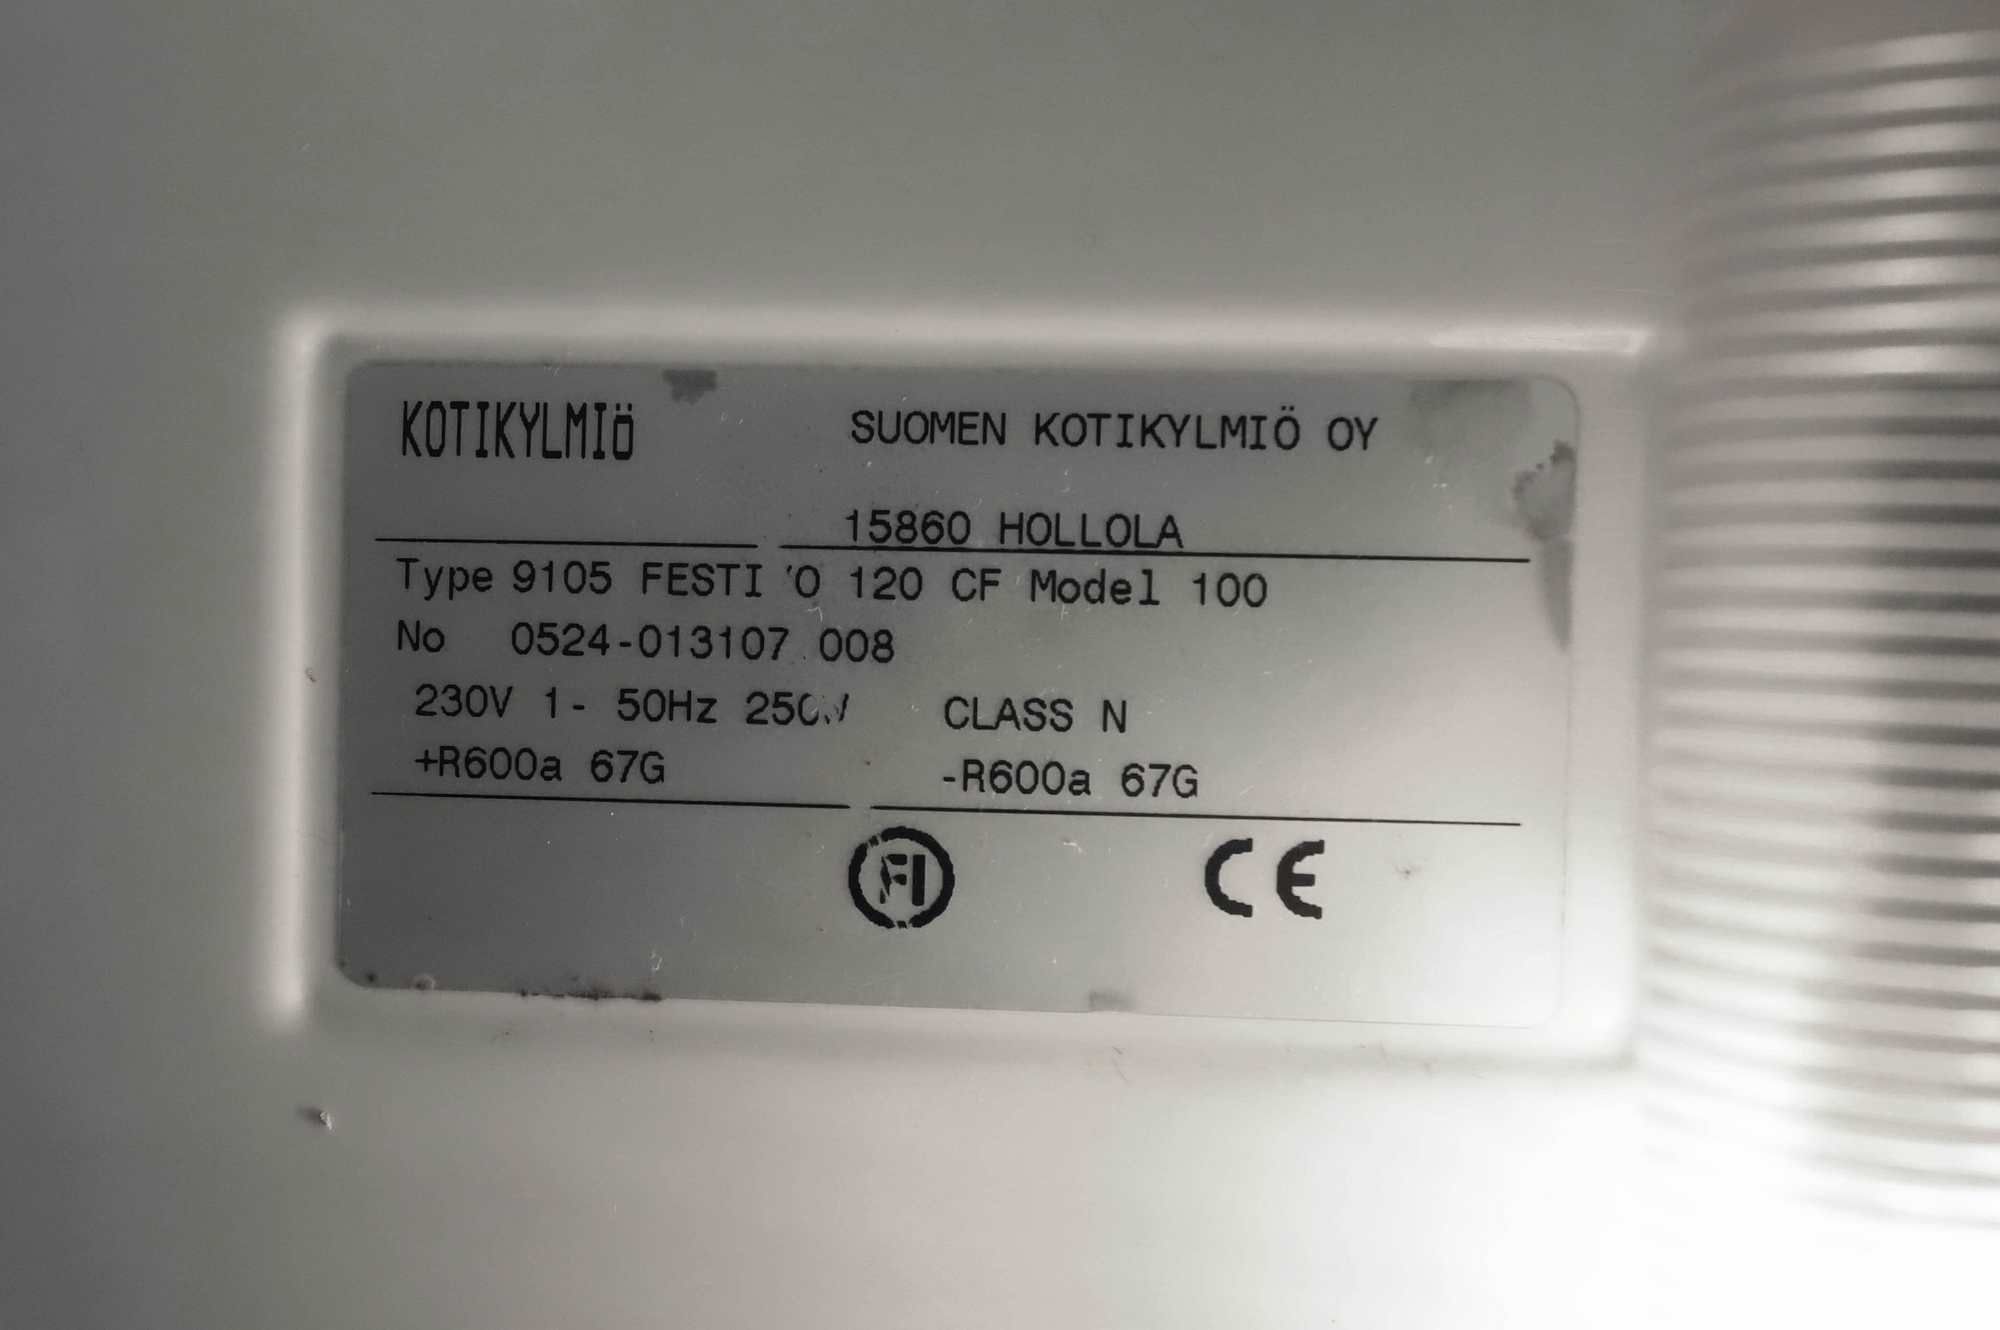 KOTIKYLMIÖ SUOMEN KOTIKYLMIÖ OY
15860 HOLLOLA
Type 9105 FESTI 'O 120 CF Model 100
No 0524-013107 008
230V 1- 50Hz CLASS N
+R600a 67G -R600a 67G
FI CE